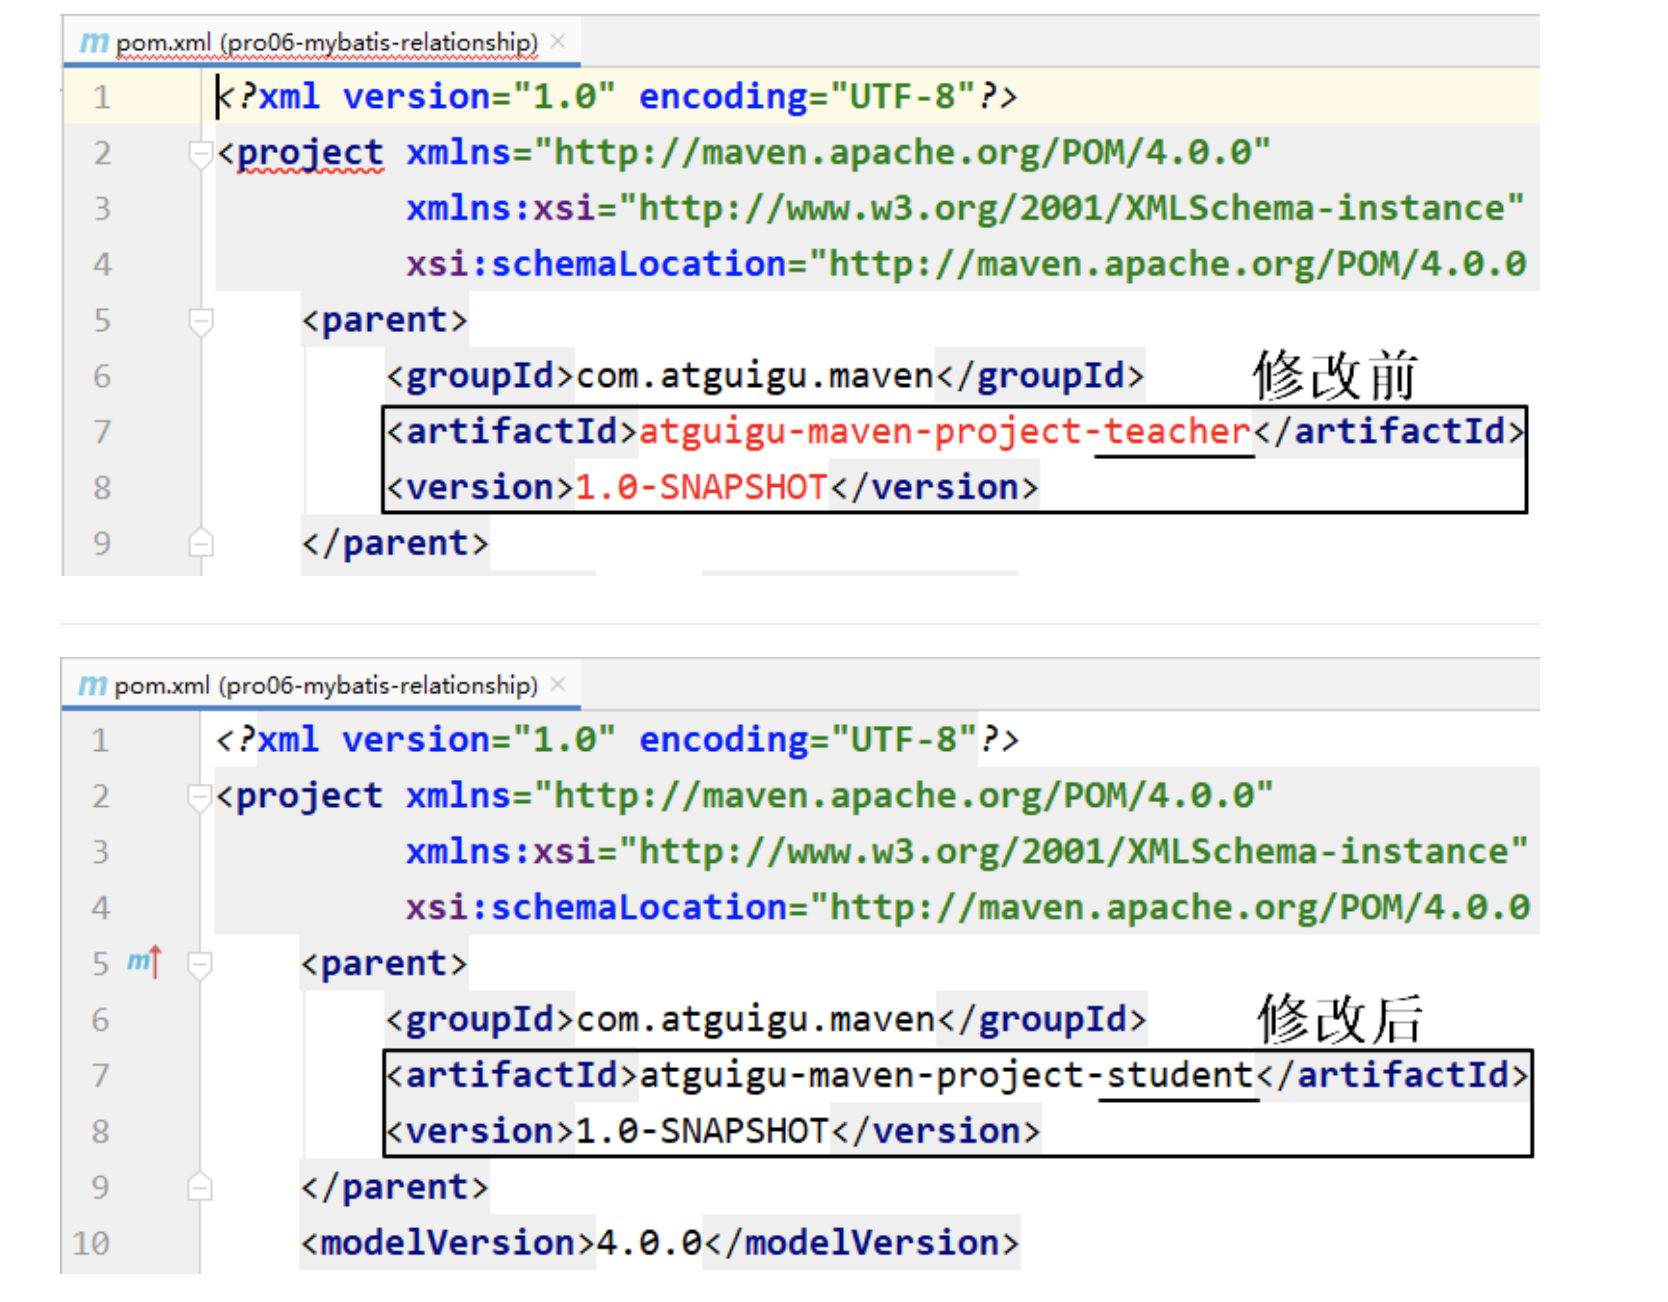 m pom.xml (pro06-mybatis-relationship) ×
1 <?xml version="1.0" encoding="UTF-8"?>
2 <project xmlns="http://maven.apache.org/POM/4.0.0"
3 xmlns:xsi="http://www.w3.org/2001/XMLSchema-instance"
4 xsi:schemaLocation="http://maven.apache.org/POM/4.0.0
5 <parent>
6 <groupId>com.atguigu.maven</groupId> 修改前
7 <artifactId>atguigu-maven-project-teacher</artifactId>
8 <version>1.0-SNAPSHOT</version>
9 </parent>
m pom.xml (pro06-mybatis-relationship) ×
1 <?xml version="1.0" encoding="UTF-8"?>
2 <project xmlns="http://maven.apache.org/POM/4.0.0"
3 xmlns:xsi="http://www.w3.org/2001/XMLSchema-instance"
4 xsi:schemaLocation="http://maven.apache.org/POM/4.0.0
5 m↑ <parent>
6 <groupId>com.atguigu.maven</groupId> 修改后
7 <artifactId>atguigu-maven-project-student</artifactId>
8 <version>1.0-SNAPSHOT</version>
9 </parent>
10 <modelVersion>4.0.0</modelVersion>